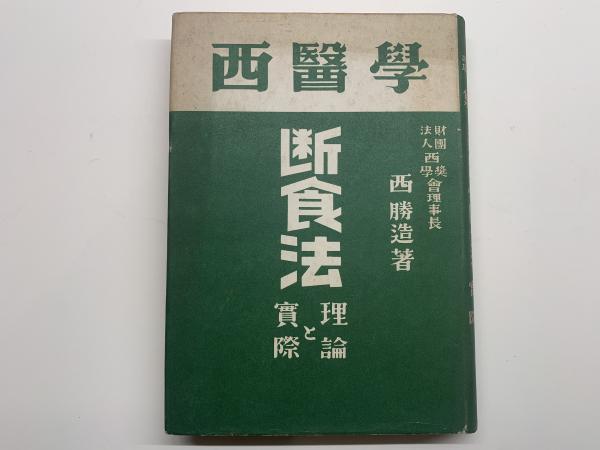 西醫學
財團法人西奨學會理事長
西勝造著
断食法
理論と實際